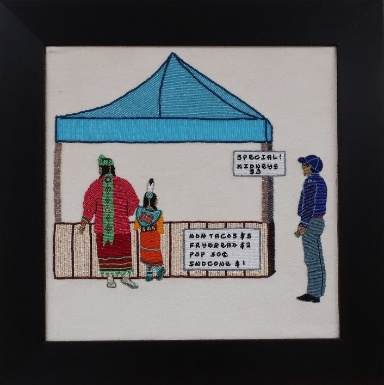 SPECIAL!
KIDNEYS
$3
NDN TACOS $5
FRYBREAD $2
POP 50¢
SNOCONE $1